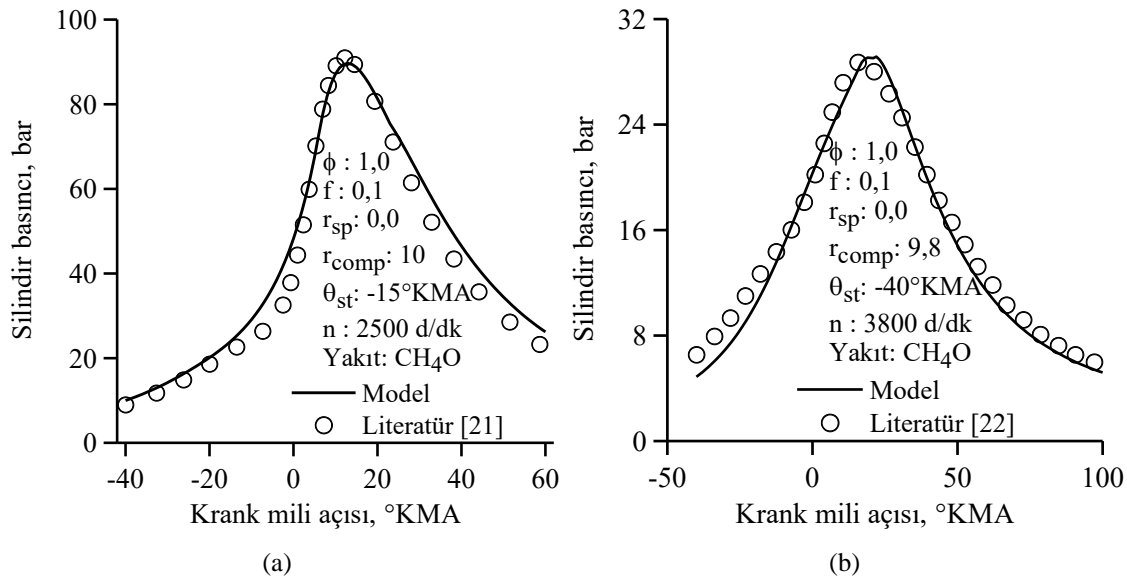 100
80
60
40
20
0
Silindir basıncı, bar
ϕ : 1,0
f : 0,1
r_sp: 0,0
r_comp: 10
θ_st: -15°KMA
n : 2500 d/dk
Yakıt: CH₄O
Model
Literatür [21]
-40 -20 0 20 40 60
Krank mili açısı, °KMA
(a)
32
24
16
8
0
Silindir basıncı, bar
ϕ : 1,0
f : 0,1
r_sp: 0,0
r_comp: 9,8
θ_st: -40°KMA
n : 3800 d/dk
Yakıt: CH₄O
Model
Literatür [22]
-50 0 50 100
Krank mili açısı, °KMA
(b)